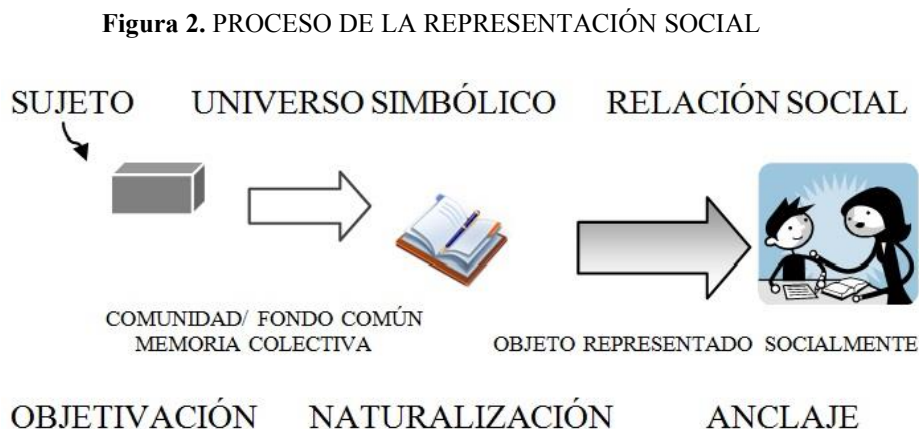 Figura 2. PROCESO DE LA REPRESENTACIÓN SOCIAL
SUJETO UNIVERSO SIMBÓLICO RELACIÓN SOCIAL
COMUNIDAD/ FONDO COMÚN
MEMORIA COLECTIVA
OBJETO REPRESENTADO SOCIALMENTE
OBJETIVACIÓN NATURALIZACIÓN ANCLAJE